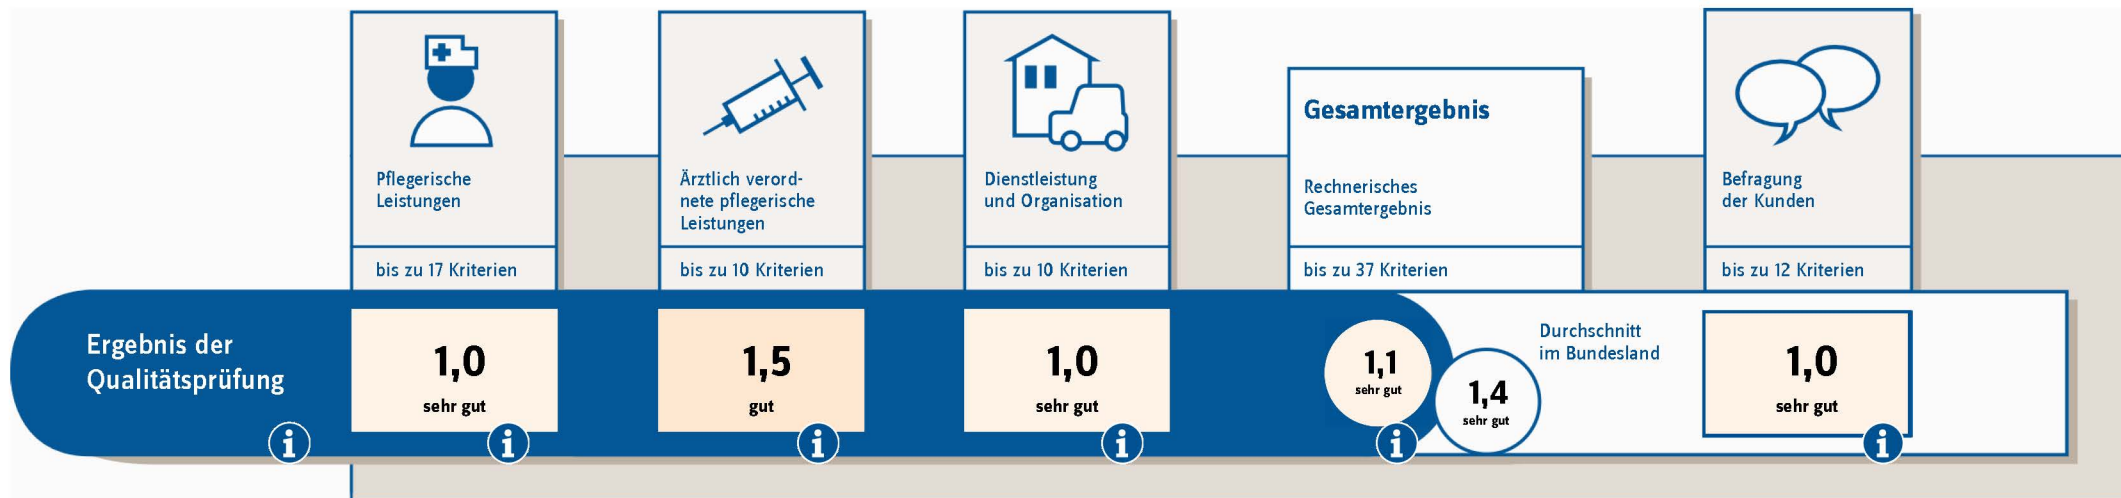 Pflegerische
Leistungen
bis zu 17 Kriterien
Ärztlich verord-
nete pflegerische
Leistungen
bis zu 10 Kriterien
Dienstleistung
und Organisation
bis zu 10 Kriterien
Gesamtergebnis
Rechnerisches
Gesamtergebnis
bis zu 37 Kriterien
Befragung
der Kunden
bis zu 12 Kriterien
Ergebnis der
Qualitätsprüfung
i
1,0
sehr gut
i
1,5
gut
i
1,0
sehr gut
i
1,1
sehr gut
i
1,4
sehr gut
Durchschnitt
im Bundesland
1,0
sehr gut
i